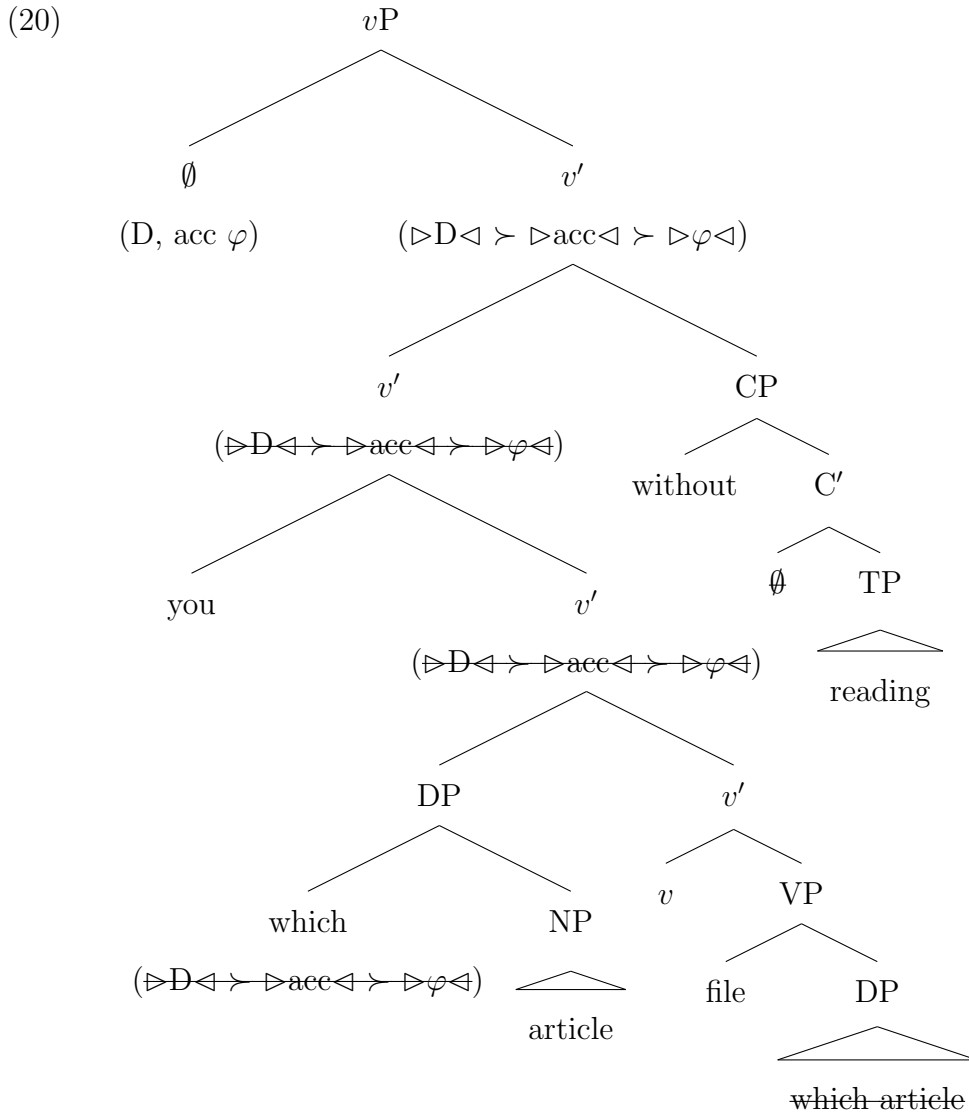 (20) vP
∅ v′
(D, acc φ) (▷D◁ ≻ ▷acc◁ ≻ ▷φ◁)
v′ CP
(▷D◁ ≻ ▷acc◁ ≻ ▷φ◁)
without C′
∅ TP
you v′
(▷D◁ ≻ ▷acc◁ ≻ ▷φ◁)
reading
DP v′
v VP
which NP
(▷D◁ ≻ ▷acc◁ ≻ ▷φ◁) file DP
article
which article